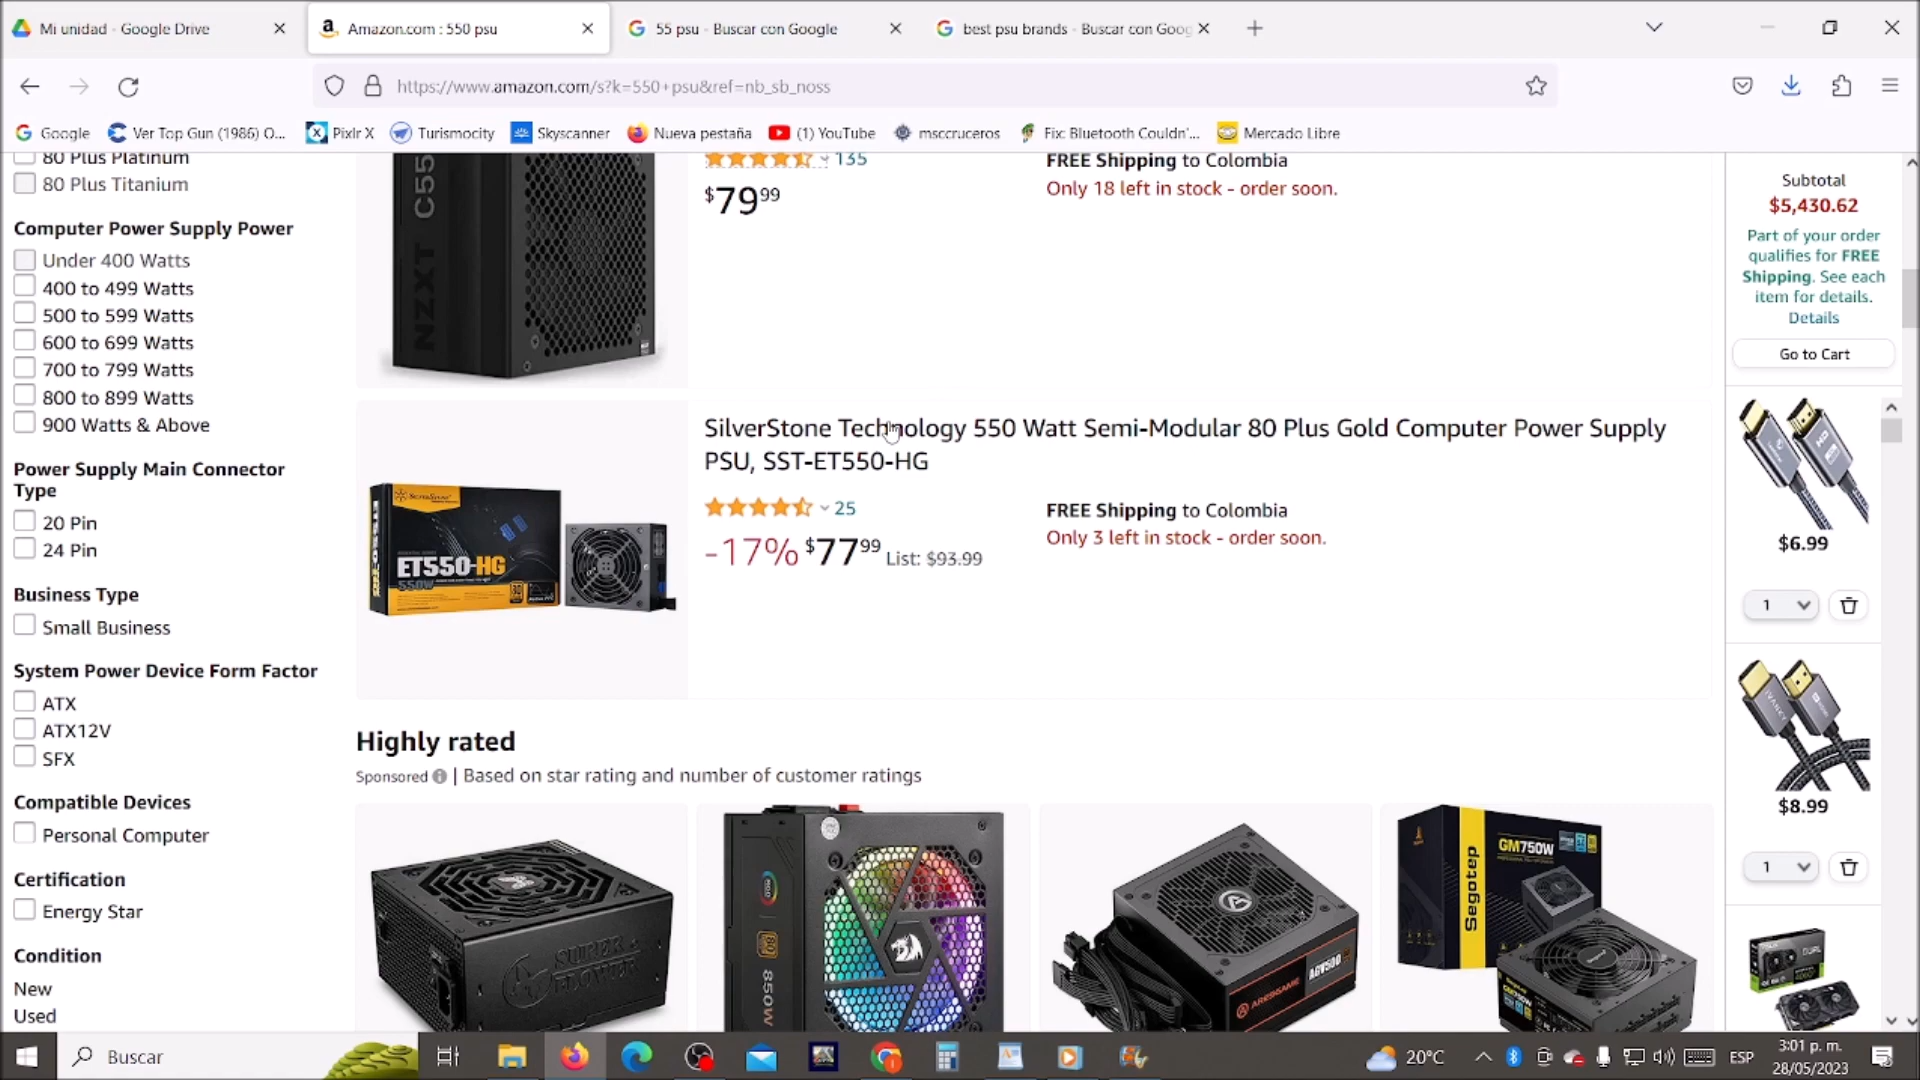 Mi unidad - Google Drive
Amazon.com : 550 psu
55 psu - Buscar con Google
best psu brands - Buscar con Goog
https://www.amazon.com/s?k=550+psu&ref=nb_sb_noss
Google
Ver Top Gun (1986) O...
Pixlr X
Turismocity
Skyscanner
Nueva pestaña
(1) YouTube
msccruceros
Fix: Bluetooth Couldn'...
Mercado Libre
80 Plus Platinum
80 Plus Titanium
Computer Power Supply Power
Under 400 Watts
400 to 499 Watts
500 to 599 Watts
600 to 699 Watts
700 to 799 Watts
800 to 899 Watts
900 Watts & Above
Power Supply Main Connector
Type
20 Pin
24 Pin
Business Type
Small Business
System Power Device Form Factor
ATX
ATX12V
SFX
Compatible Devices
Personal Computer
Certification
Energy Star
Condition
New
Used
C55
NZXT
135
$79.99
FREE Shipping to Colombia
Only 18 left in stock - order soon.
SilverStone Technology 550 Watt Semi-Modular 80 Plus Gold Computer Power Supply
PSU, SST-ET550-HG
25
-17% $77.99 List: $93.99
FREE Shipping to Colombia
Only 3 left in stock - order soon.
SilverStone
ET550-HG
550W
Highly rated
Sponsored | Based on star rating and number of customer ratings
SUPER
FLOWER
850W
AGV500
ARESGAME
Segotep
GM750W
Subtotal
$5,430.62
Part of your order
qualifies for FREE
Shipping. See each
item for details.
Details
Go to Cart
$6.99
1
IVANKY
$8.99
1
DUAL
Buscar
20°C
ESP
3:01 p. m.
28/05/2023